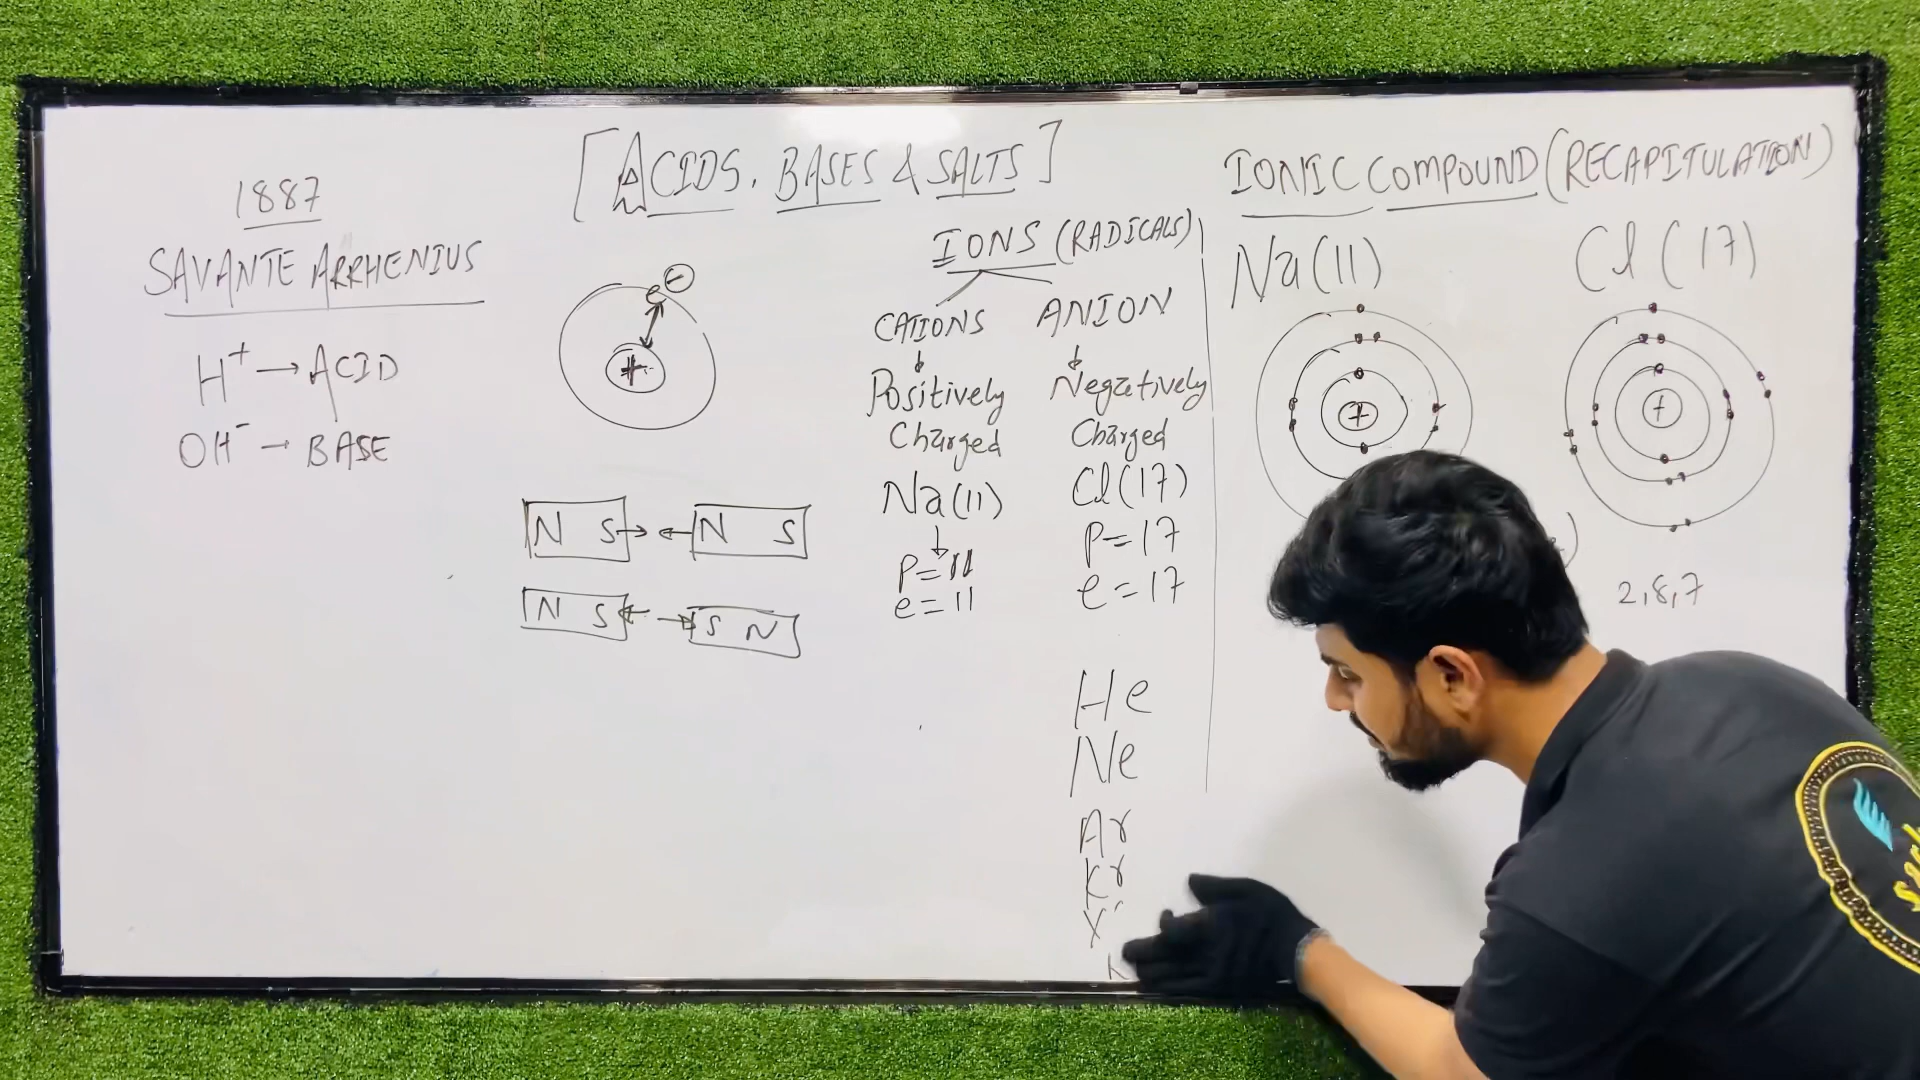 [ACIDS, BASES & SALTS]
1887
SAVANTE ARRHENIUS
H⁺ → ACID
OH⁻ → BASE
e⁻
+
N S → ← N S
N S ← → S N
IONS (RADICALS)
CATIONS
↓
Positively
Charged
Na(11)
↓
P=11
e=11
ANION
↓
Negatively
Charged
Cl(17)
P=17
e=17
He
Ne
Ar
Kr
IONIC COMPOUND (RECAPITULATION)
Na(11)
+
Cl(17)
+
2,8,7